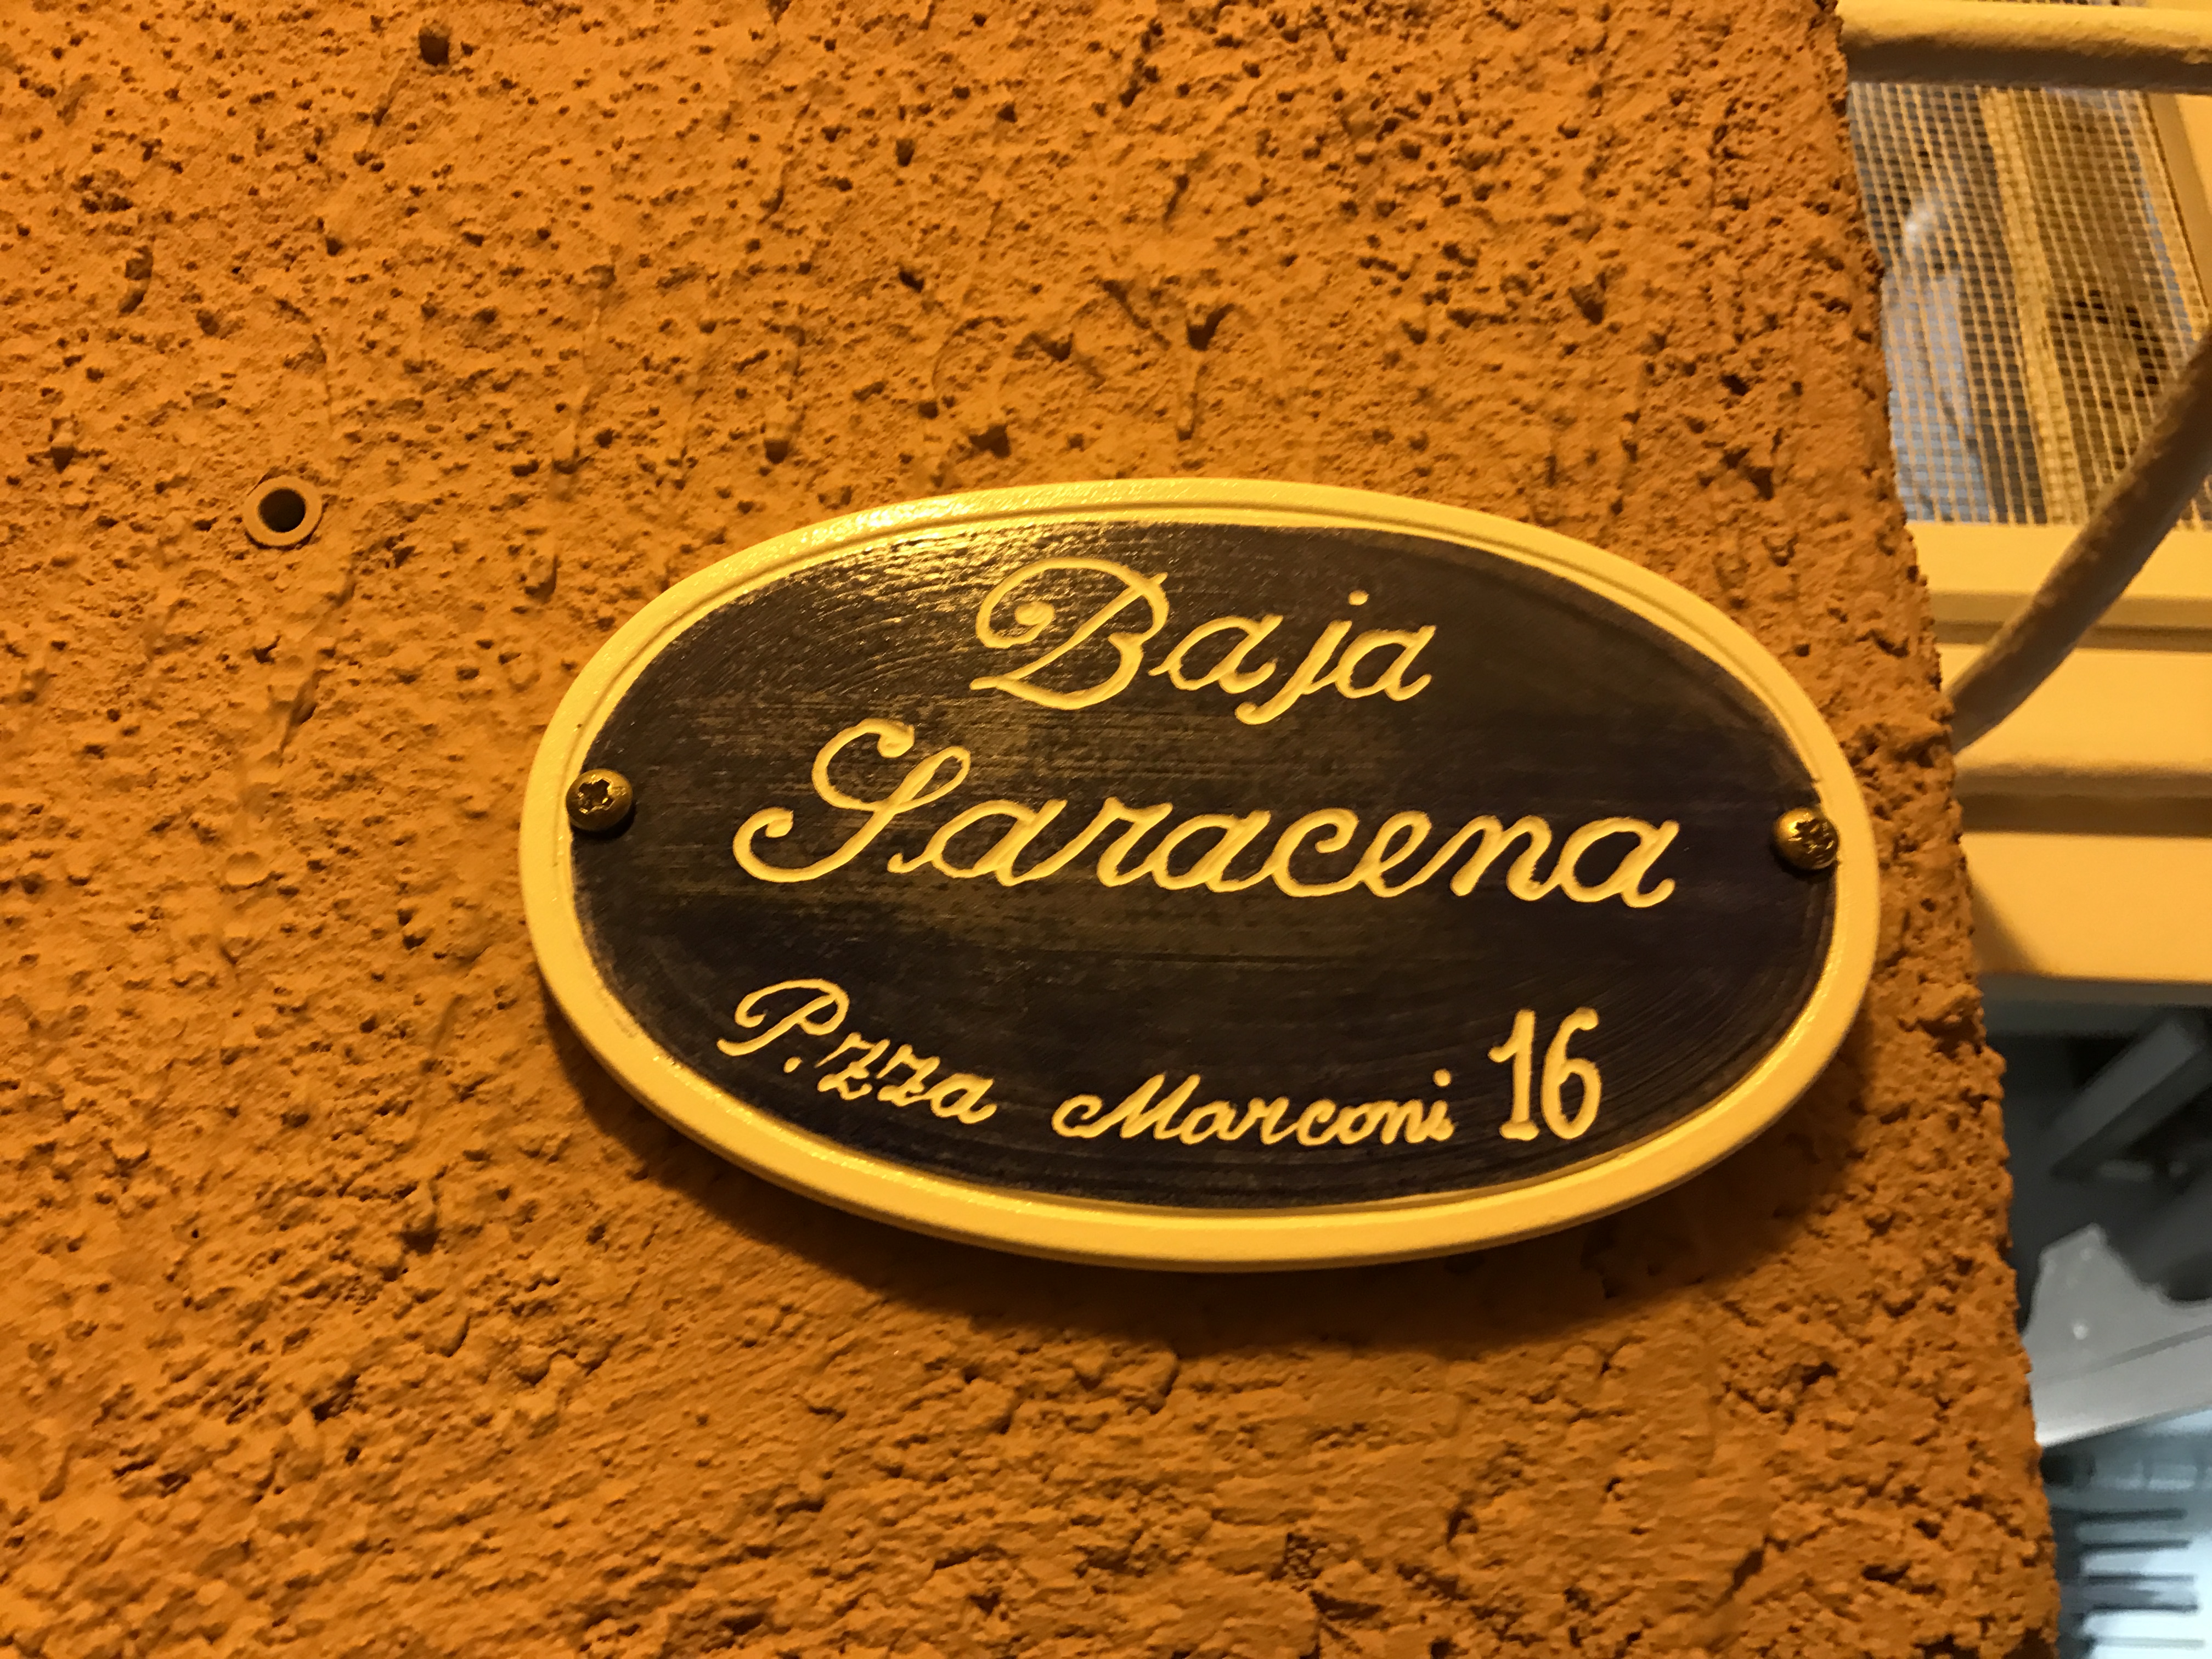 Baja
Saracena
P.zza Marconi 16